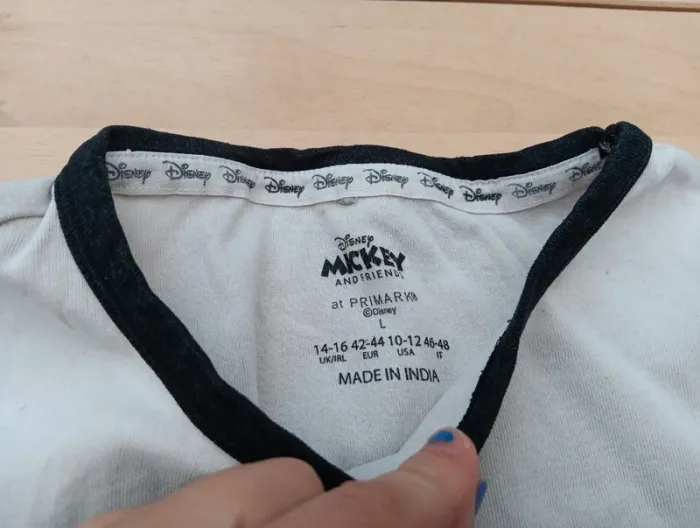 Disney Disney Disney Disney Disney Disney Disney Disney Disney Disney
Disney
MICKEY
AND FRIENDS
at PRIMARK®
©Disney
L
14-16 42-44 10-12 46-48
UK/IRL EUR USA IT
MADE IN INDIA